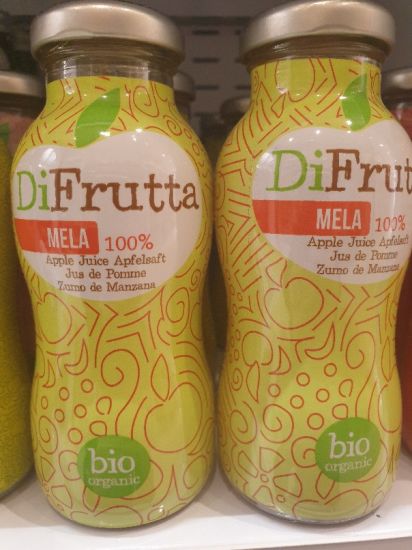 DiFrutta
MELA 100%
Apple Juice Apfelsaft
Jus de Pomme
Zumo de Manzana
bio
organic
DiFrut
MELA 100%
Apple Juice Apfelsaft
Jus de Pomme
Zumo de Manzana
bio
organic